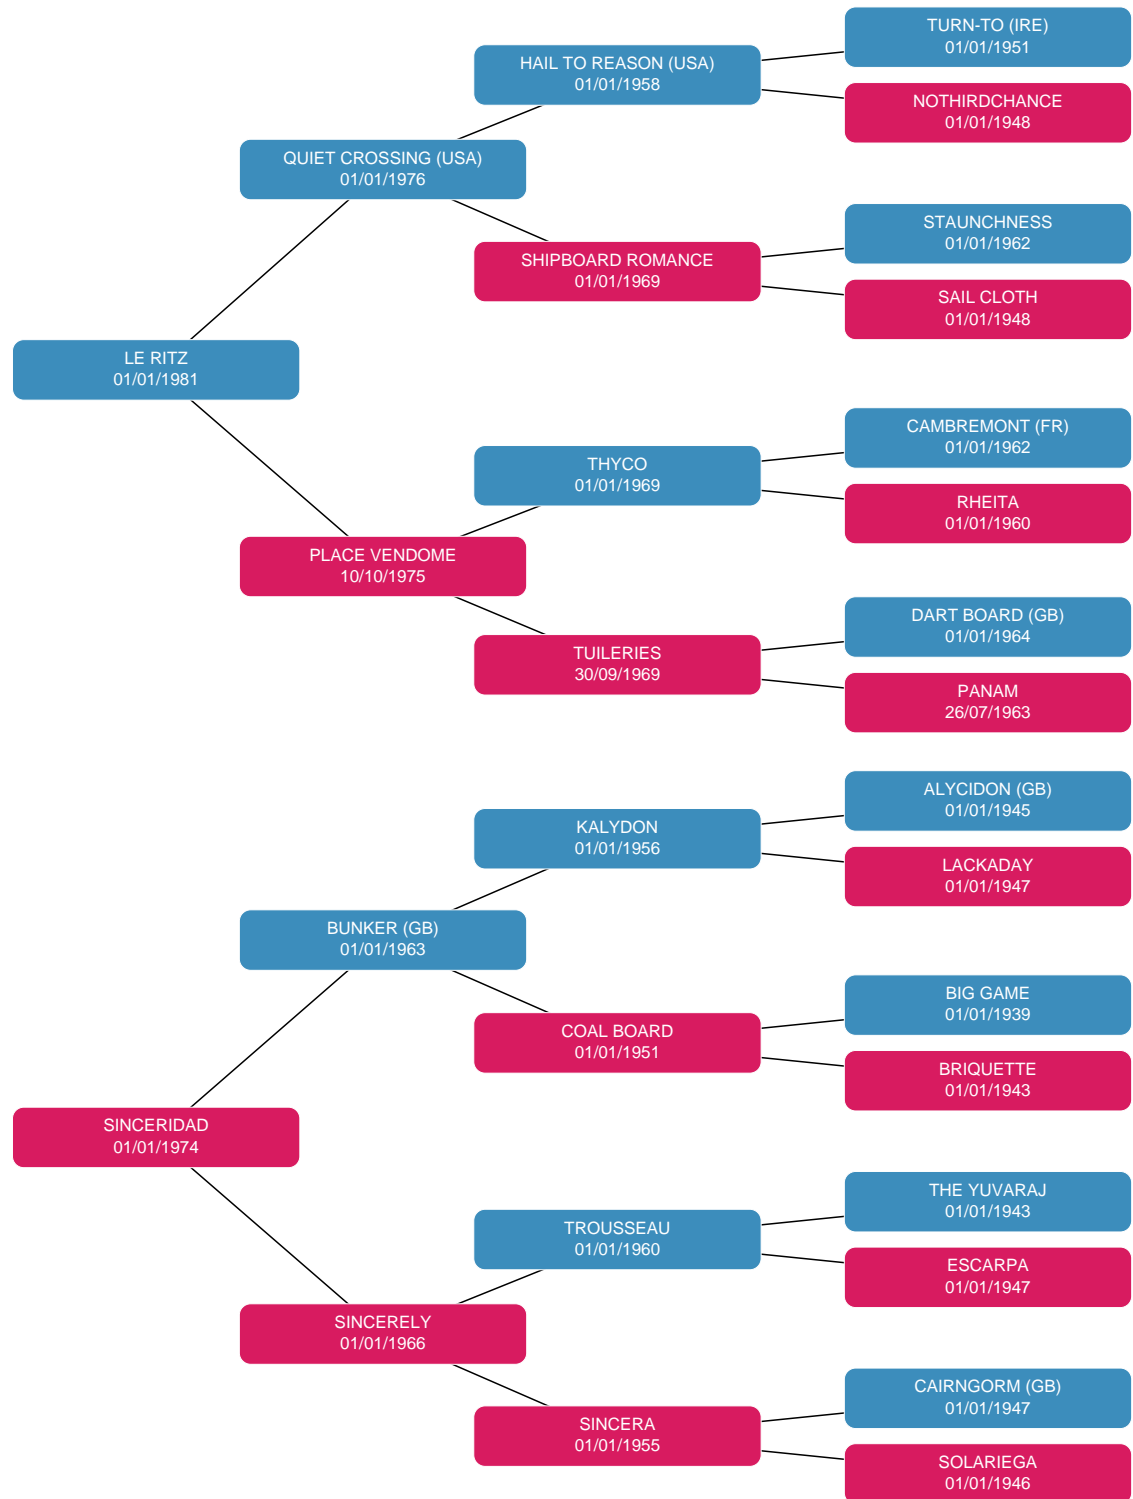 TURN-TO (IRE)
01/01/1951
HAIL TO REASON (USA)
01/01/1958
NOTHIRDCHANCE
01/01/1948
QUIET CROSSING (USA)
01/01/1976
STAUNCHNESS
01/01/1962
SHIPBOARD ROMANCE
01/01/1969
SAIL CLOTH
01/01/1948
LE RITZ
01/01/1981
CAMBREMONT (FR)
01/01/1962
THYCO
01/01/1969
RHEITA
01/01/1960
PLACE VENDOME
10/10/1975
DART BOARD (GB)
01/01/1964
TUILERIES
30/09/1969
PANAM
26/07/1963
ALYCIDON (GB)
01/01/1945
KALYDON
01/01/1956
LACKADAY
01/01/1947
BUNKER (GB)
01/01/1963
BIG GAME
01/01/1939
COAL BOARD
01/01/1951
BRIQUETTE
01/01/1943
SINCERIDAD
01/01/1974
THE YUVARAJ
01/01/1943
TROUSSEAU
01/01/1960
ESCARPA
01/01/1947
SINCERELY
01/01/1966
CAIRNGORM (GB)
01/01/1947
SINCERA
01/01/1955
SOLARIEGA
01/01/1946